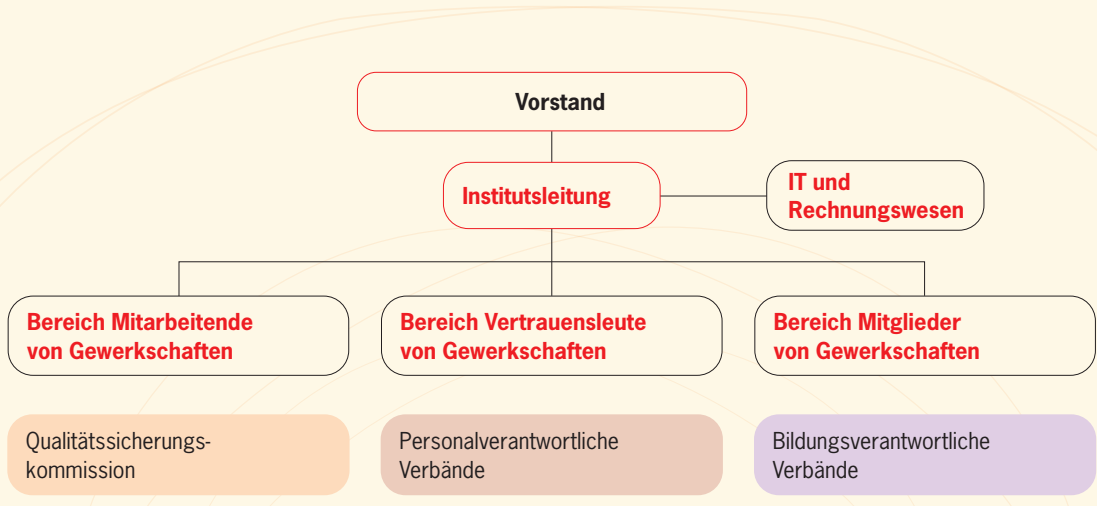 Vorstand
Institutsleitung
IT und
Rechnungswesen
Bereich Mitarbeitende
von Gewerkschaften
Bereich Vertrauensleute
von Gewerkschaften
Bereich Mitglieder
von Gewerkschaften
Qualitätssicherungs-
kommission
Personalverantwortliche
Verbände
Bildungsverantwortliche
Verbände